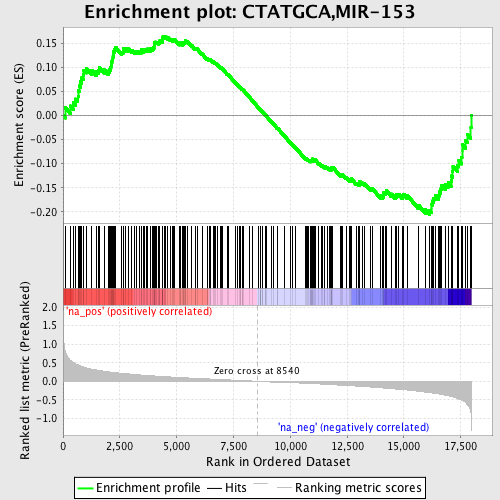 Enrichment plot: CTATGCA,MIR-153
Enrichment score (ES)
0.15
0.10
0.05
0.00
-0.05
-0.10
-0.15
-0.20
Ranked list metric (PreRanked)
2.0
1.5
1.0
0.5
0.0
-0.5
-1.0
'na_pos' (positively correlated)
Zero cross at 8540
'na_neg' (negatively correlated)
0
2,500
5,000
7,500
10,000
12,500
15,000
17,500
Rank in Ordered Dataset
Enrichment profile
Hits
Ranking metric scores